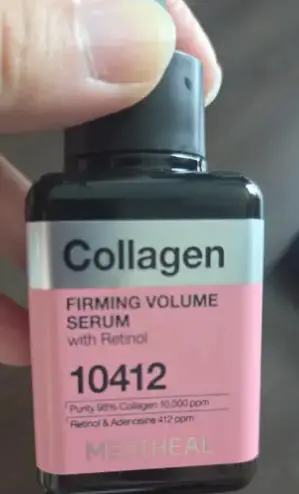 Collagen
FIRMING VOLUME
SERUM
with Retinol
10412
Purity 98% Collagen 10,000 ppm
Retinol & Adenosine 412 ppm
MEDIHEAL